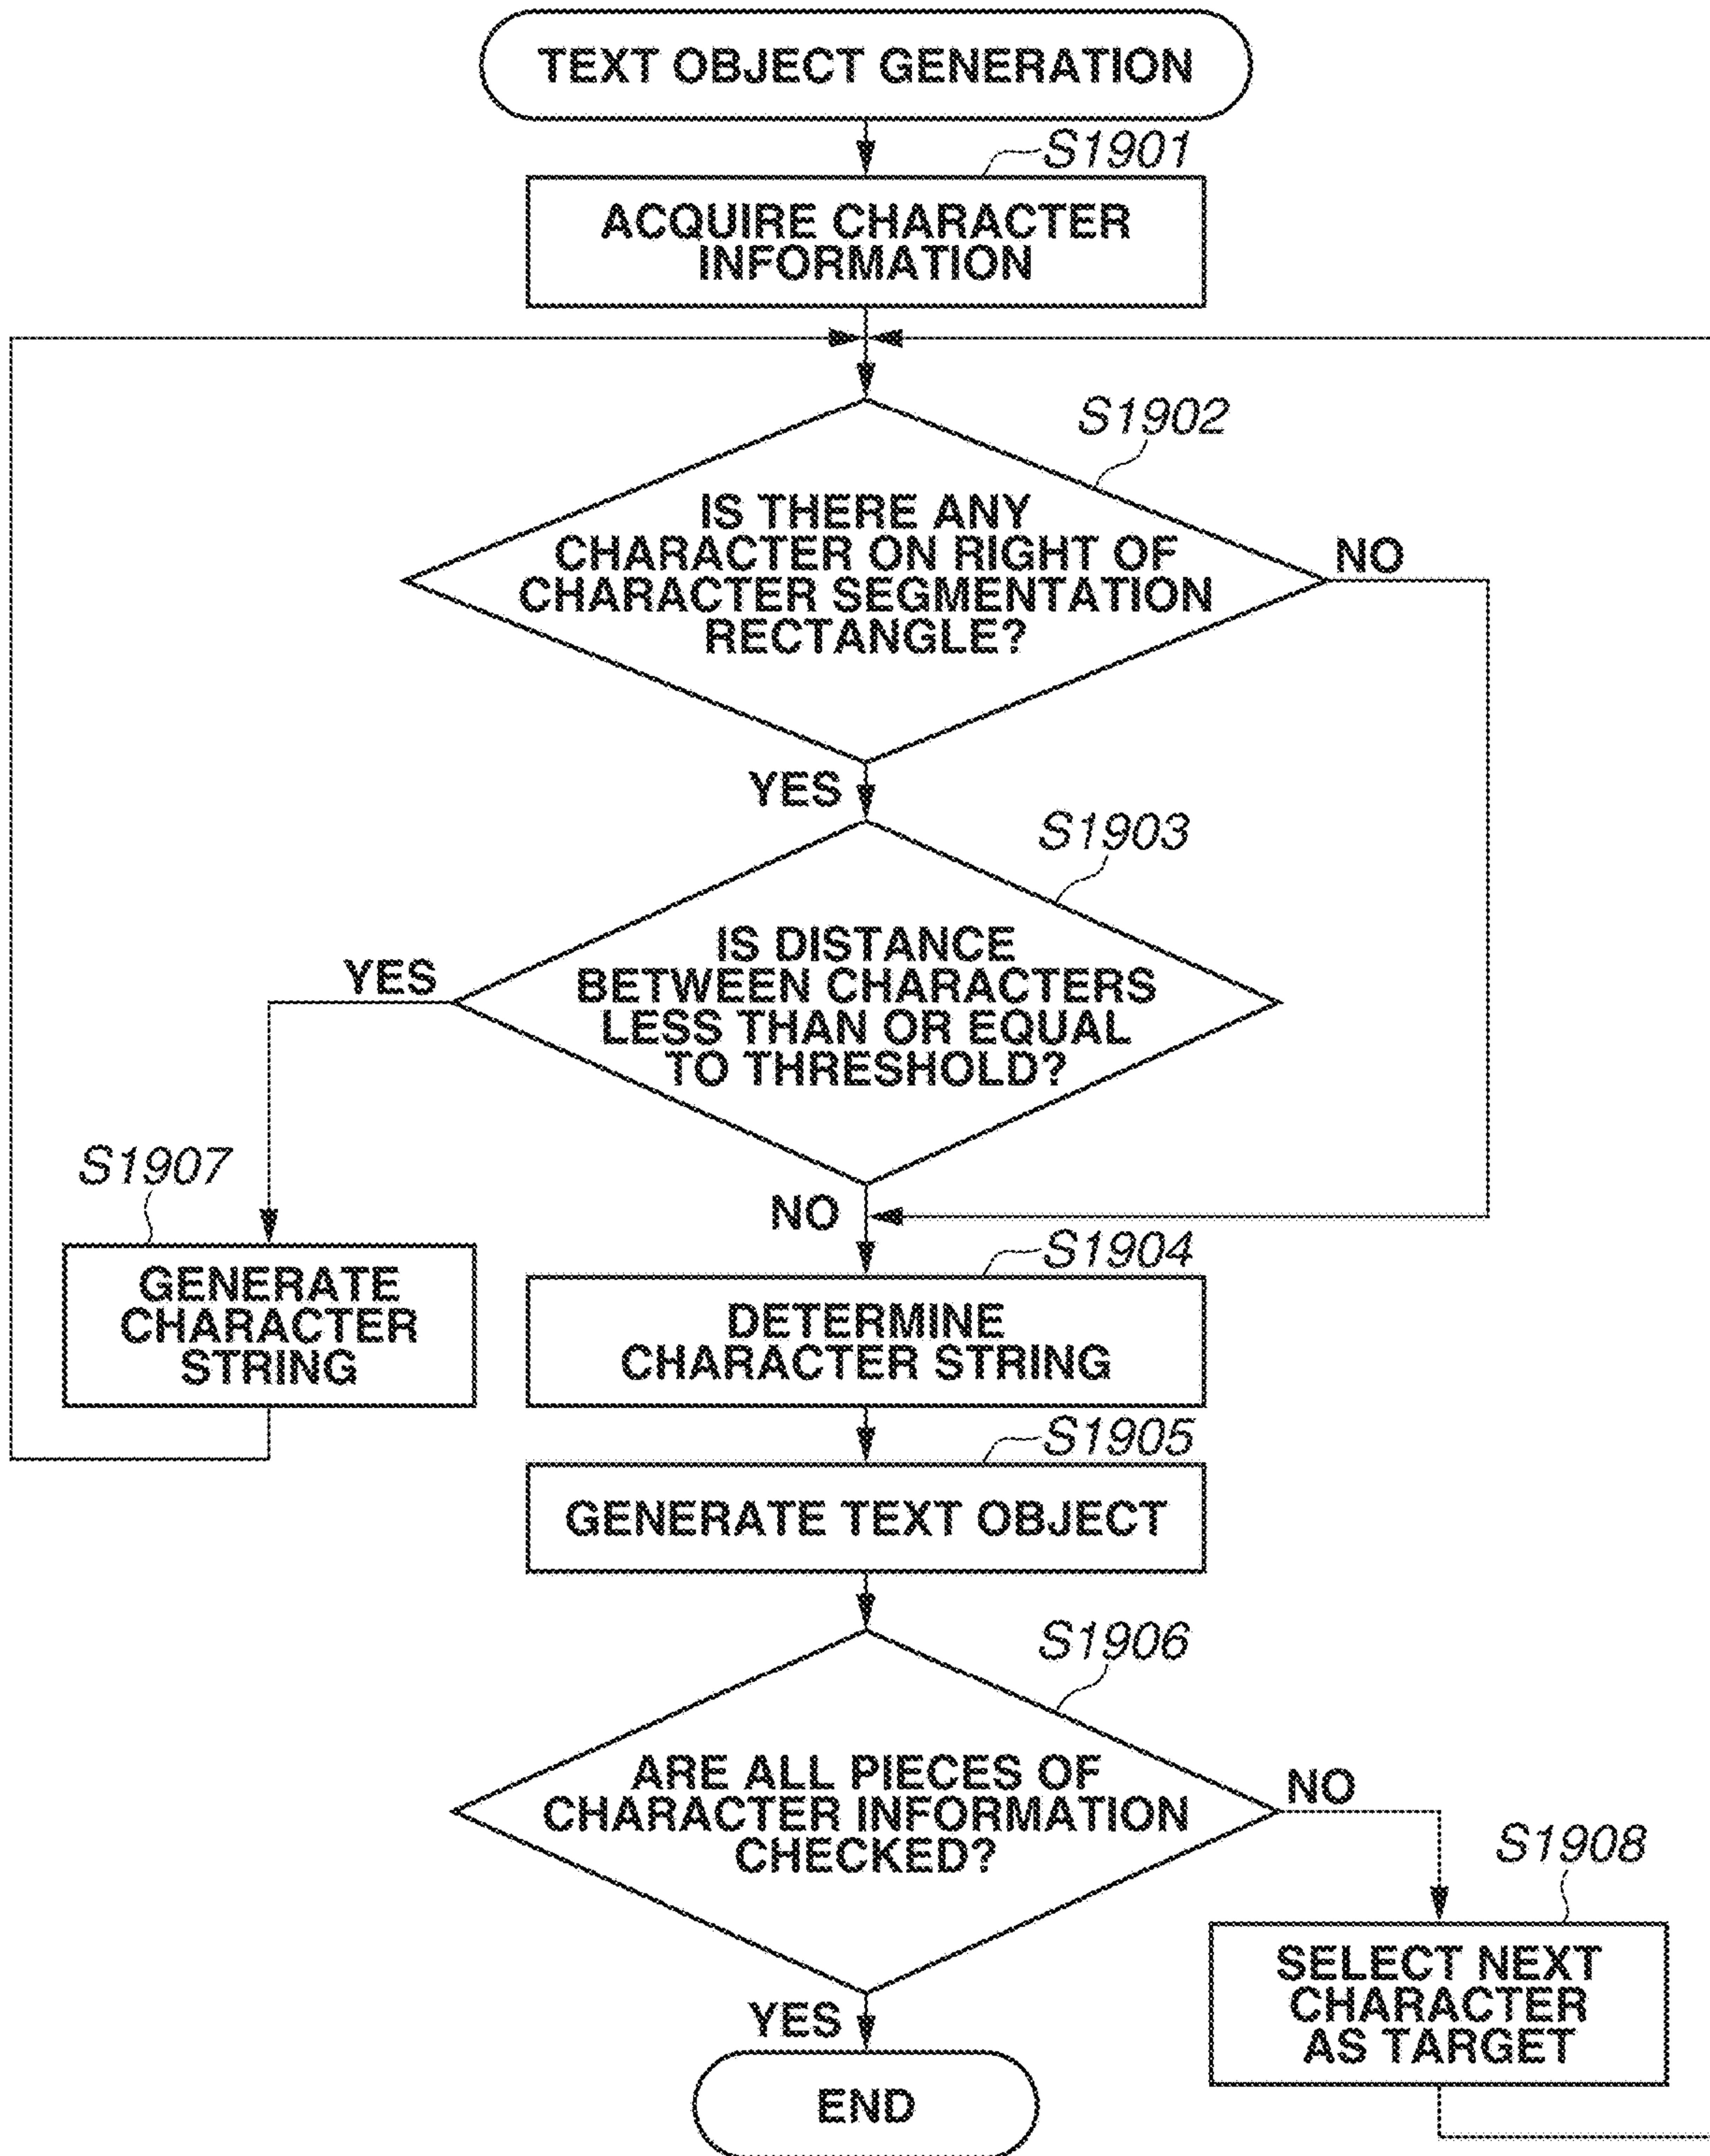 TEXT OBJECT GENERATION
S1901
ACQUIRE CHARACTER
INFORMATION
S1902
IS THERE ANY
CHARACTER ON RIGHT OF
CHARACTER SEGMENTATION
RECTANGLE?
NO
YES
S1903
IS DISTANCE
BETWEEN CHARACTERS
LESS THAN OR EQUAL
TO THRESHOLD?
YES
NO
S1907
GENERATE
CHARACTER
STRING
S1904
DETERMINE
CHARACTER STRING
S1905
GENERATE TEXT OBJECT
S1906
ARE ALL PIECES OF
CHARACTER INFORMATION
CHECKED?
NO
S1908
SELECT NEXT
CHARACTER
AS TARGET
YES
END